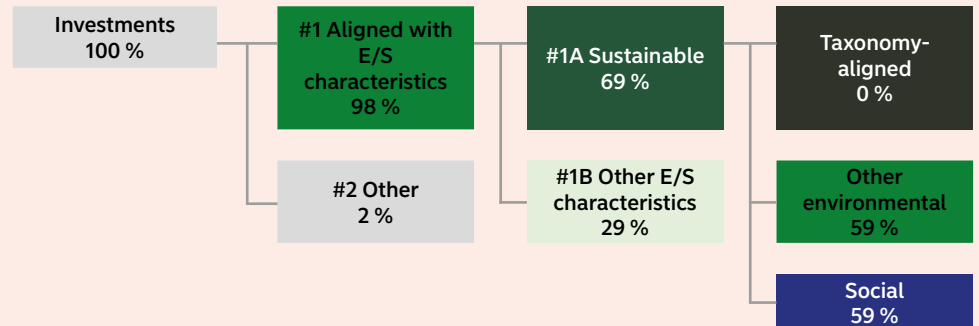 Investments
100 %
#1 Aligned with
E/S
characteristics
98 %
#1A Sustainable
69 %
Taxonomy-
aligned
0 %
#2 Other
2 %
#1B Other E/S
characteristics
29 %
Other
environmental
59 %
Social
59 %